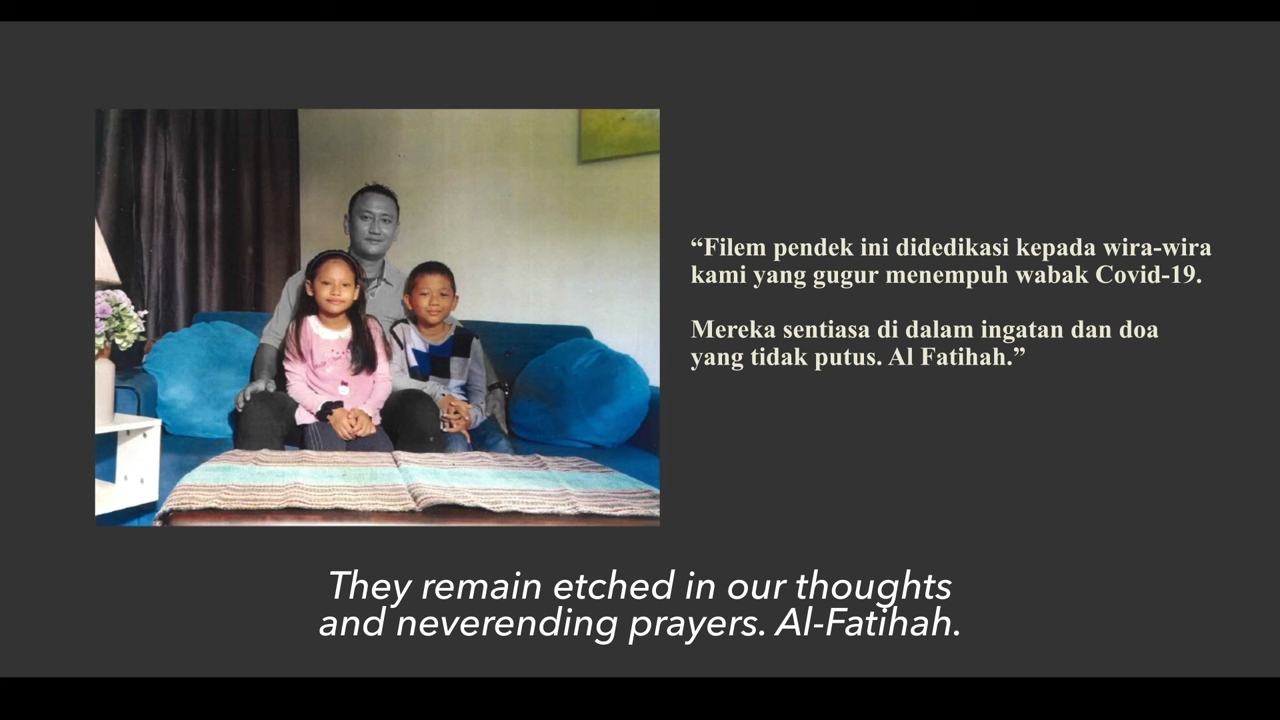 “Filem pendek ini didedikasi kepada wira-wira
kami yang gugur menempuh wabak Covid-19.
Mereka sentiasa di dalam ingatan dan doa
yang tidak putus. Al Fatihah.”
They remain etched in our thoughts
and neverending prayers. Al-Fatihah.